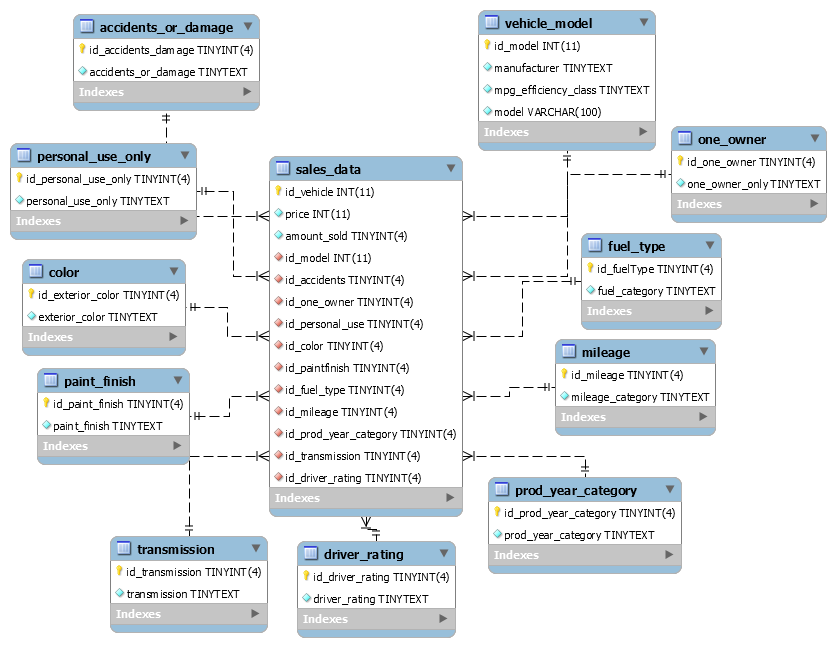 accidents_or_damage
id_accidents_damage TINYINT(4)
accidents_or_damage TINYTEXT
Indexes
vehicle_model
id_model INT(11)
manufacturer TINYTEXT
mpg_efficiency_class TINYTEXT
model VARCHAR(100)
Indexes
personal_use_only
id_personal_use_only TINYINT(4)
personal_use_only TINYTEXT
Indexes
sales_data
id_vehicle INT(11)
price INT(11)
amount_sold TINYINT(4)
id_model INT(11)
id_accidents TINYINT(4)
id_one_owner TINYINT(4)
id_personal_use TINYINT(4)
id_color TINYINT(4)
id_paintfinish TINYINT(4)
id_fuel_type TINYINT(4)
id_mileage TINYINT(4)
id_prod_year_category TINYINT(4)
id_transmission TINYINT(4)
id_driver_rating TINYINT(4)
Indexes
one_owner
id_one_owner TINYINT(4)
one_owner_only TINYTEXT
Indexes
color
id_exterior_color TINYINT(4)
exterior_color TINYTEXT
Indexes
fuel_type
id_fuelType TINYINT(4)
fuel_category TINYTEXT
Indexes
paint_finish
id_paint_finish TINYINT(4)
paint_finish TINYTEXT
Indexes
mileage
id_mileage TINYINT(4)
mileage_category TINYTEXT
Indexes
prod_year_category
id_prod_year_category TINYINT(4)
prod_year_category TINYTEXT
Indexes
transmission
id_transmission TINYINT(4)
transmission TINYTEXT
Indexes
driver_rating
id_driver_rating TINYINT(4)
driver_rating TINYTEXT
Indexes